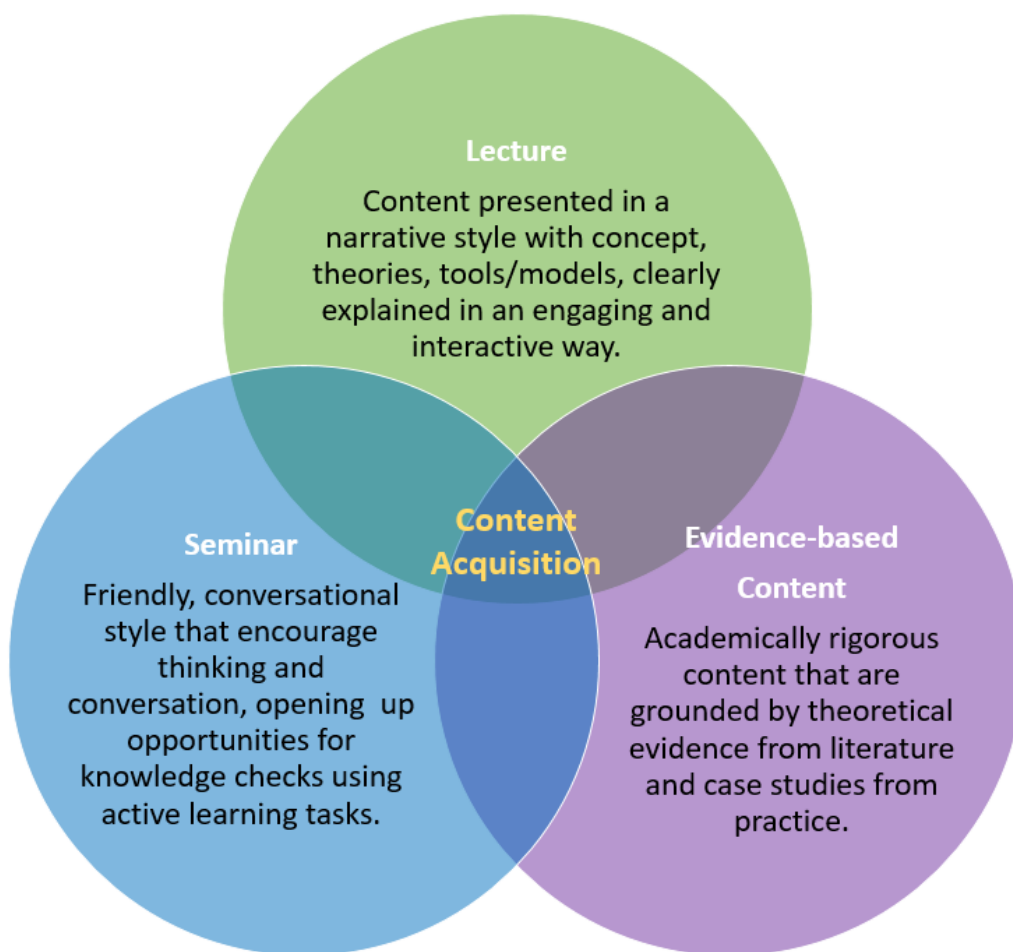 Lecture
Content presented in a
narrative style with concept,
theories, tools/models, clearly
explained in an engaging and
interactive way.
Content
Acquisition
Seminar
Friendly, conversational
style that encourage
thinking and
conversation, opening  up
opportunities for
knowledge checks using
active learning tasks.
Evidence-based
Content
Academically rigorous
content that are
grounded by theoretical
evidence from literature
and case studies from
practice.